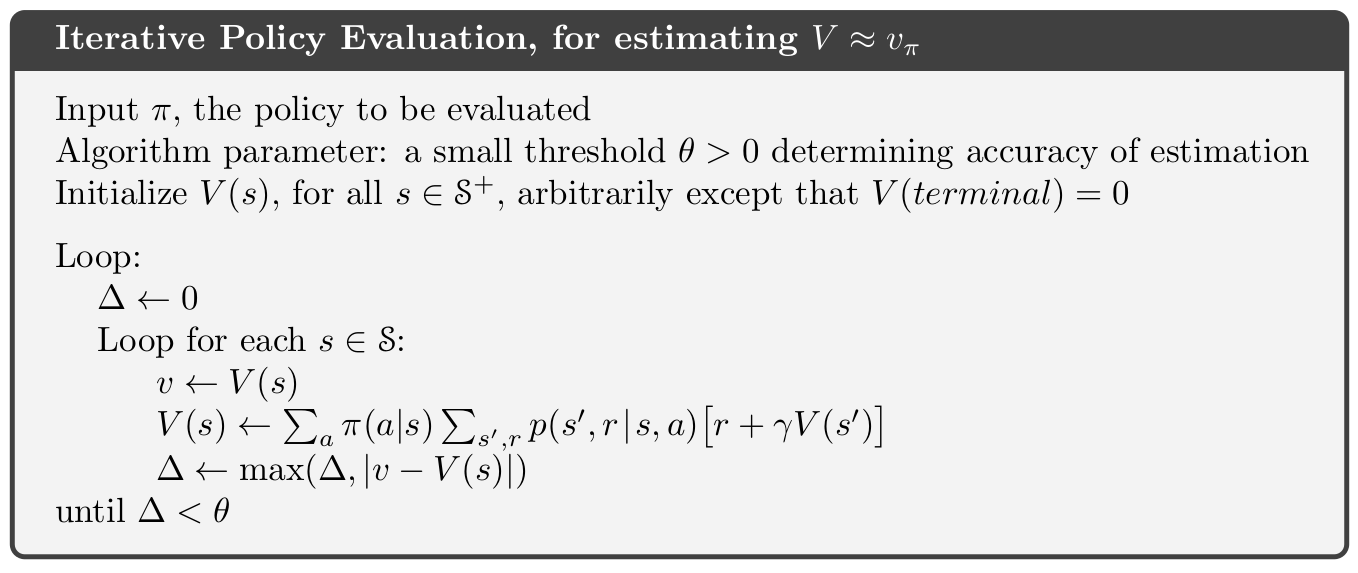 Iterative Policy Evaluation, for estimating V ≈ v_π
Input π, the policy to be evaluated
Algorithm parameter: a small threshold θ > 0 determining accuracy of estimation
Initialize V(s), for all s ∈ S⁺, arbitrarily except that V(terminal) = 0
Loop:
Δ ← 0
Loop for each s ∈ S:
v ← V(s)
V(s) ← ∑_a π(a|s) ∑_{s′,r} p(s′, r | s, a)[r + γV(s′)]
Δ ← max(Δ, |v − V(s)|)
until Δ < θ